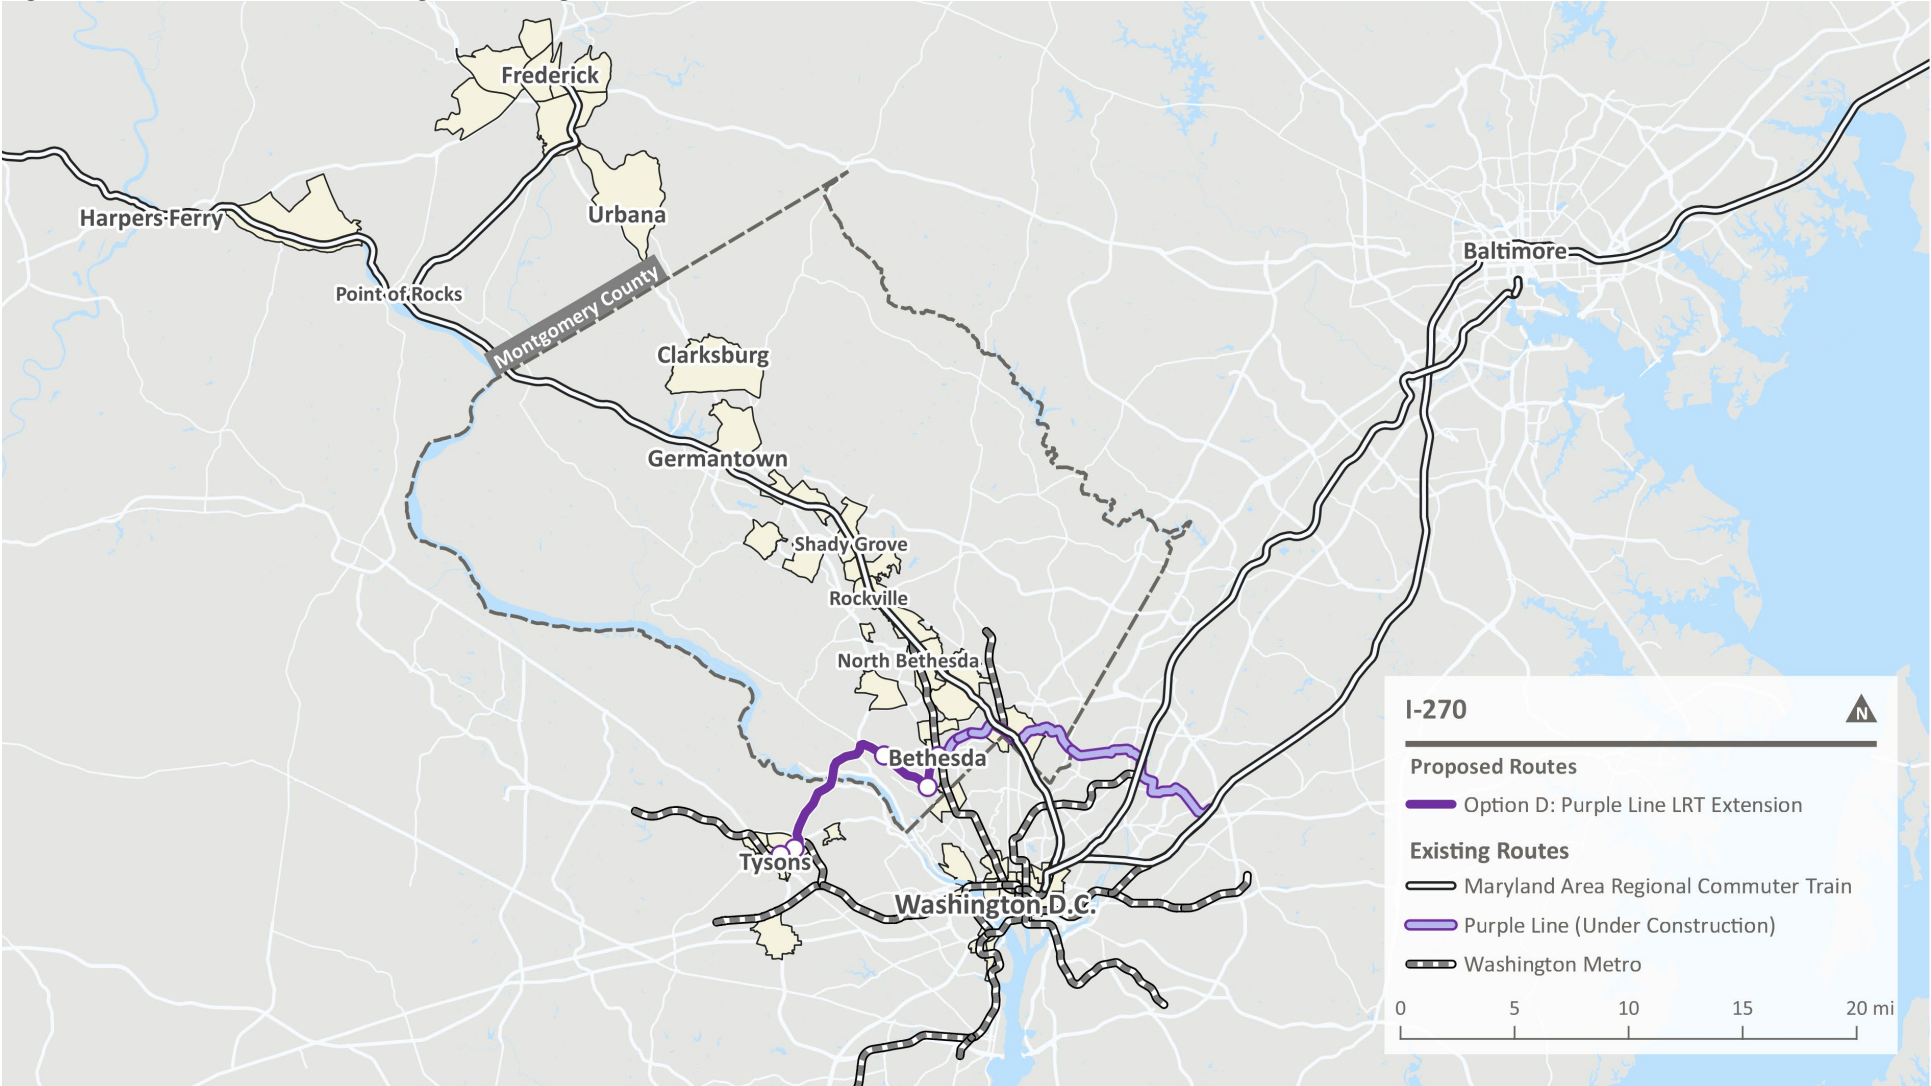 Frederick
Harpers Ferry
Urbana
Point of Rocks
Montgomery County
Baltimore
Clarksburg
Germantown
Shady Grove
Rockville
North Bethesda
Bethesda
Tysons
Washington D.C.
I-270
N
Proposed Routes
Option D: Purple Line LRT Extension
Existing Routes
Maryland Area Regional Commuter Train
Purple Line (Under Construction)
Washington Metro
0 5 10 15 20 mi